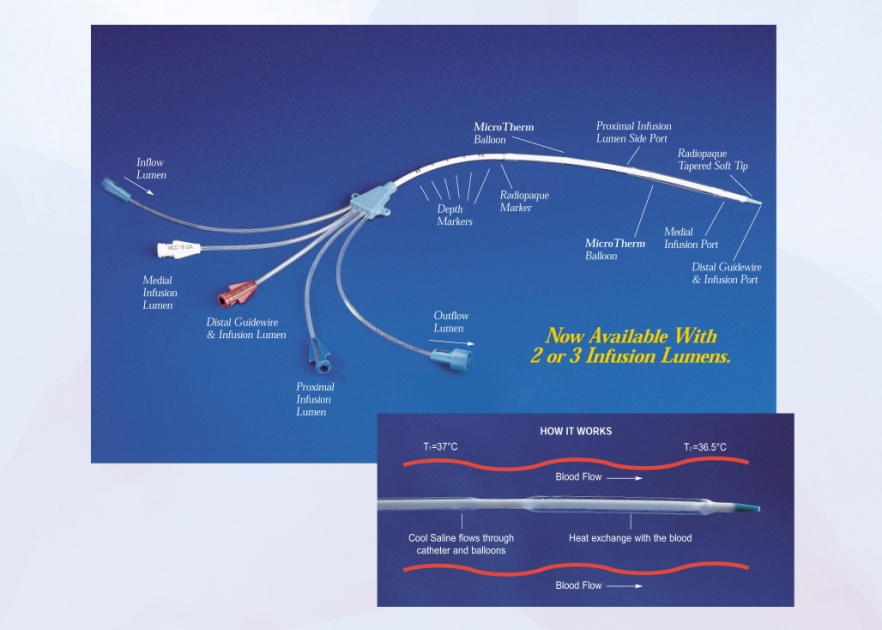 MicroTherm
Balloon
Proximal Infusion
Lumen Side Port
Radiopaque
Tapered Soft Tip
Inflow
Lumen
Depth
Markers
Radiopaque
Marker
MicroTherm
Balloon
Medial
Infusion Port
Distal Guidewire
& Infusion Port
Medial
Infusion
Lumen
Distal Guidewire
& Infusion Lumen
Outflow
Lumen
Proximal
Infusion
Lumen
Now Available With
2 or 3 Infusion Lumens.
HOW IT WORKS
T1=37°C
T2=36.5°C
Blood Flow
Cool Saline flows through
catheter and balloons
Heat exchange with the blood
Blood Flow